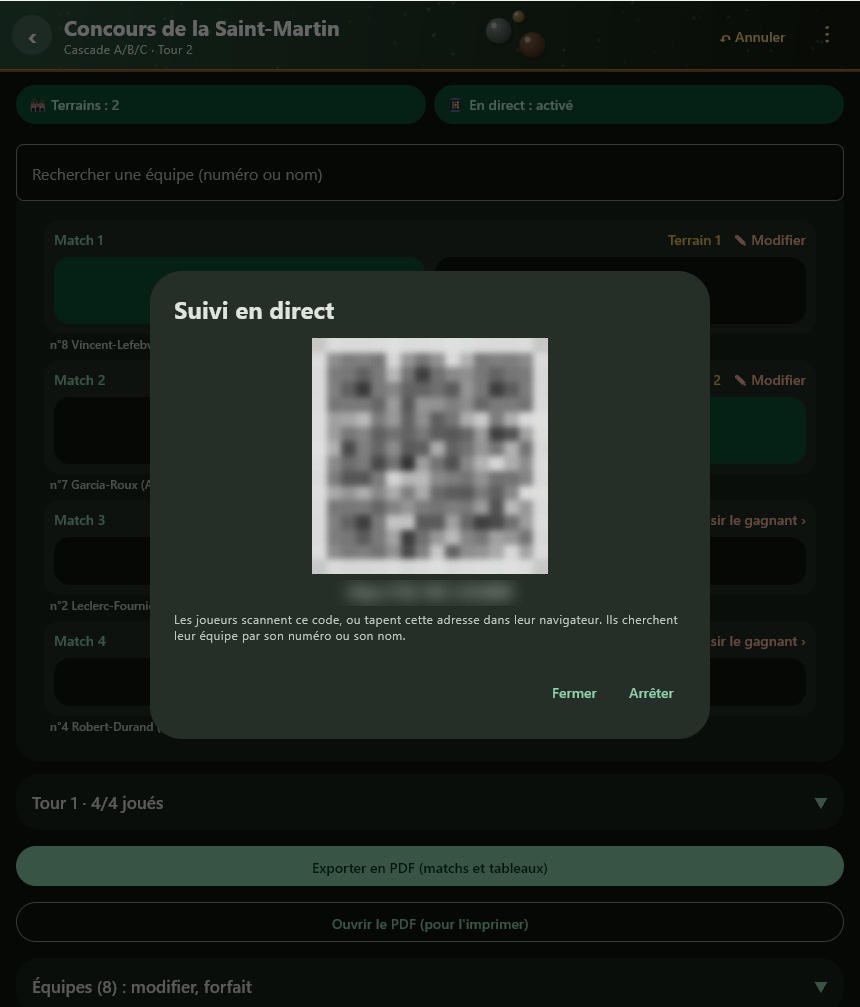 Concours de la Saint-Martin
Cascade A/B/C · Tour 2
Annuler
Terrains : 2
En direct : activé
Rechercher une équipe (numéro ou nom)
Match 1
Terrain 1
Modifier
n°8 Vincent-Lefebv
Match 2
2
Modifier
n°7 Garcia-Roux (A
Match 3
sir le gagnant ›
n°2 Leclerc-Fournie
Match 4
sir le gagnant ›
n°4 Robert-Durand (
Suivi en direct
Les joueurs scannent ce code, ou tapent cette adresse dans leur navigateur. Ils cherchent
leur équipe par son numéro ou son nom.
Fermer
Arrêter
Tour 1 · 4/4 joués
Exporter en PDF (matchs et tableaux)
Ouvrir le PDF (pour l'imprimer)
Équipes (8) : modifier, forfait